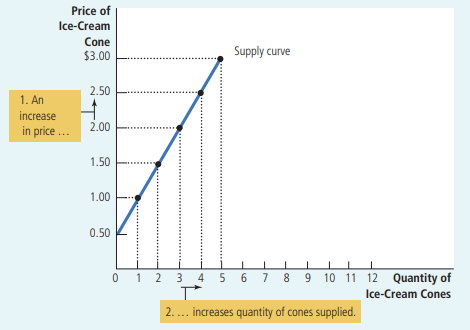 Price of
Ice-Cream
Cone
$3.00
Supply curve
2.50
1. An
increase
in price ...
2.00
1.50
1.00
0.50
0 1 2 3 4 5 6 7 8 9 10 11 12 Quantity of
Ice-Cream Cones
2. ... increases quantity of cones supplied.